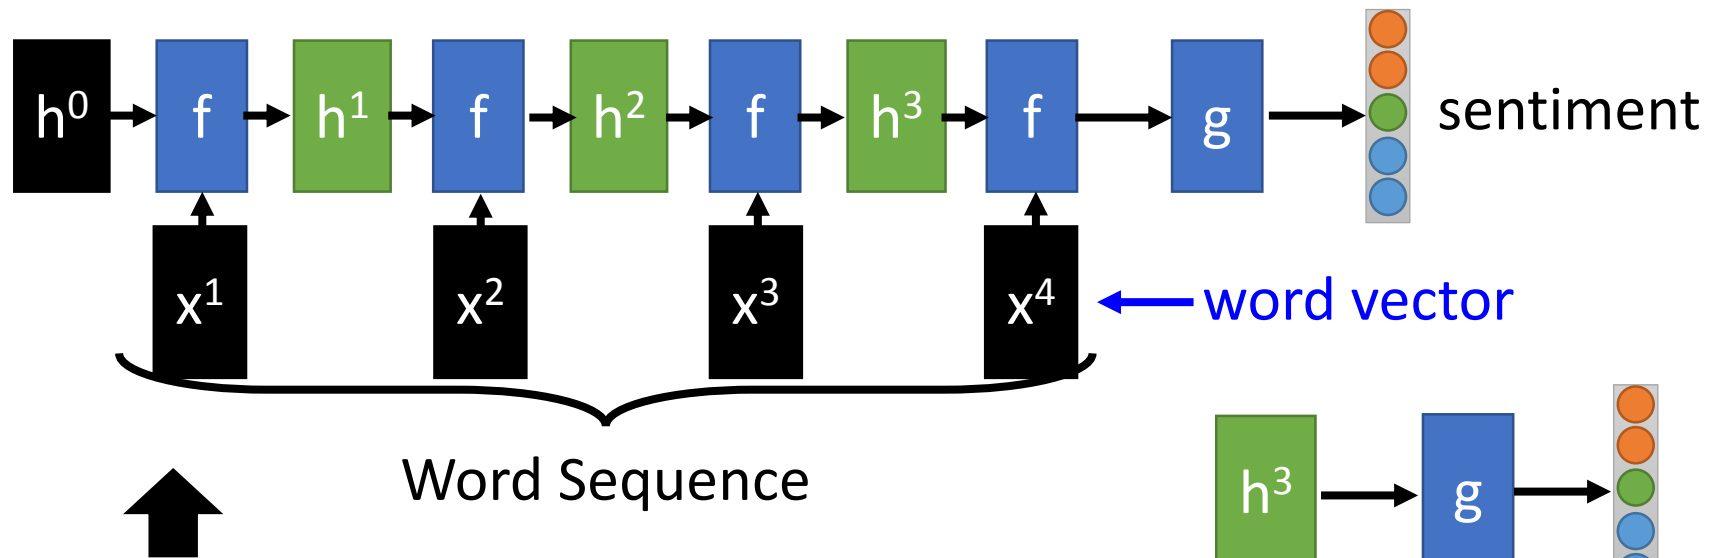 h⁰ f h¹ f h² f h³ f g sentiment
x¹ x² x³ x⁴ word vector
Word Sequence
h³ g